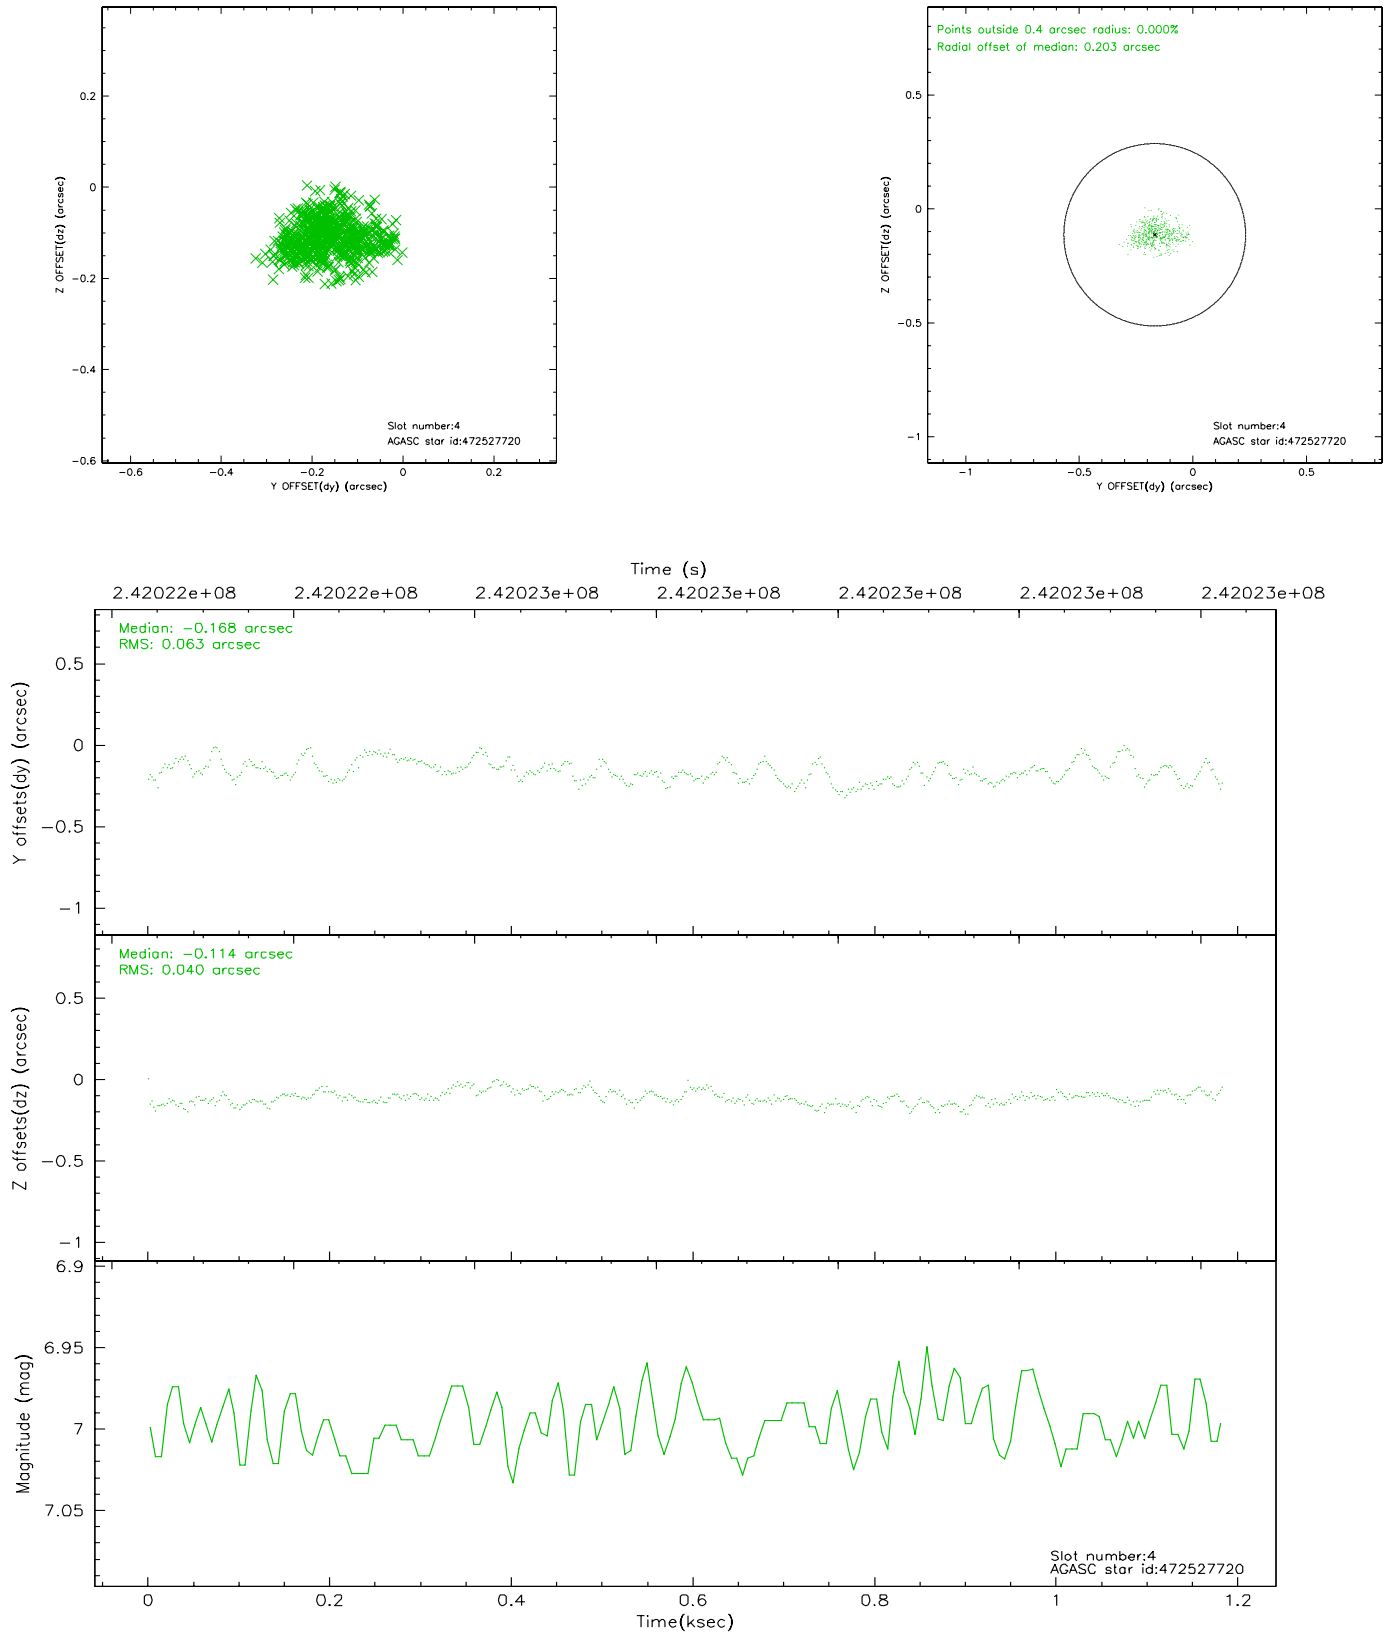 0.2
0
−0.2
−0.4
−0.6
Z OFFSET(dz) (arcsec)
Slot number:4
AGASC star id:472527720
−0.6 −0.4 −0.2 0 0.2
Y OFFSET(dy) (arcsec)
Points outside 0.4 arcsec radius: 0.000%
Radial offset of median: 0.203 arcsec
0.5
0
−0.5
−1
Z OFFSET(dz) (arcsec)
Slot number:4
AGASC star id:472527720
−1 −0.5 0 0.5
Y OFFSET(dy) (arcsec)
Time (s)
2.42022e+08 2.42022e+08 2.42023e+08 2.42023e+08 2.42023e+08 2.42023e+08 2.42023e+08
Median: −0.168 arcsec
RMS: 0.063 arcsec
0.5
0
−0.5
−1
Y offsets(dy) (arcsec)
Median: −0.114 arcsec
RMS: 0.040 arcsec
0.5
0
−0.5
−1
Z offsets(dz) (arcsec)
6.9
6.95
7
7.05
Magnitude (mag)
Slot number:4
AGASC star id:472527720
0 0.2 0.4 0.6 0.8 1 1.2
Time(ksec)